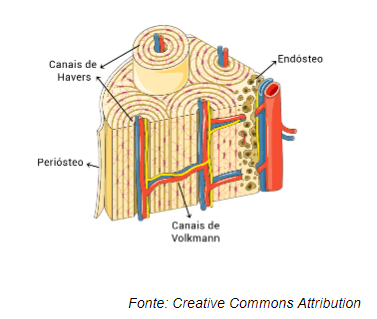 Canais de
Havers
Endósteo
Periósteo
Canais de
Volkmann
Fonte: Creative Commons Attribution